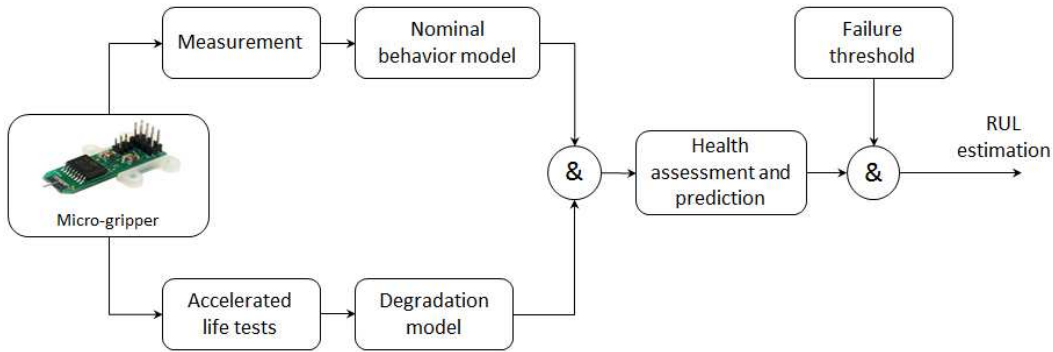 Measurement
Nominal
behavior model
Failure
threshold
Micro-gripper
&
Health
assessment and
prediction
&
RUL
estimation
Accelerated
life tests
Degradation
model